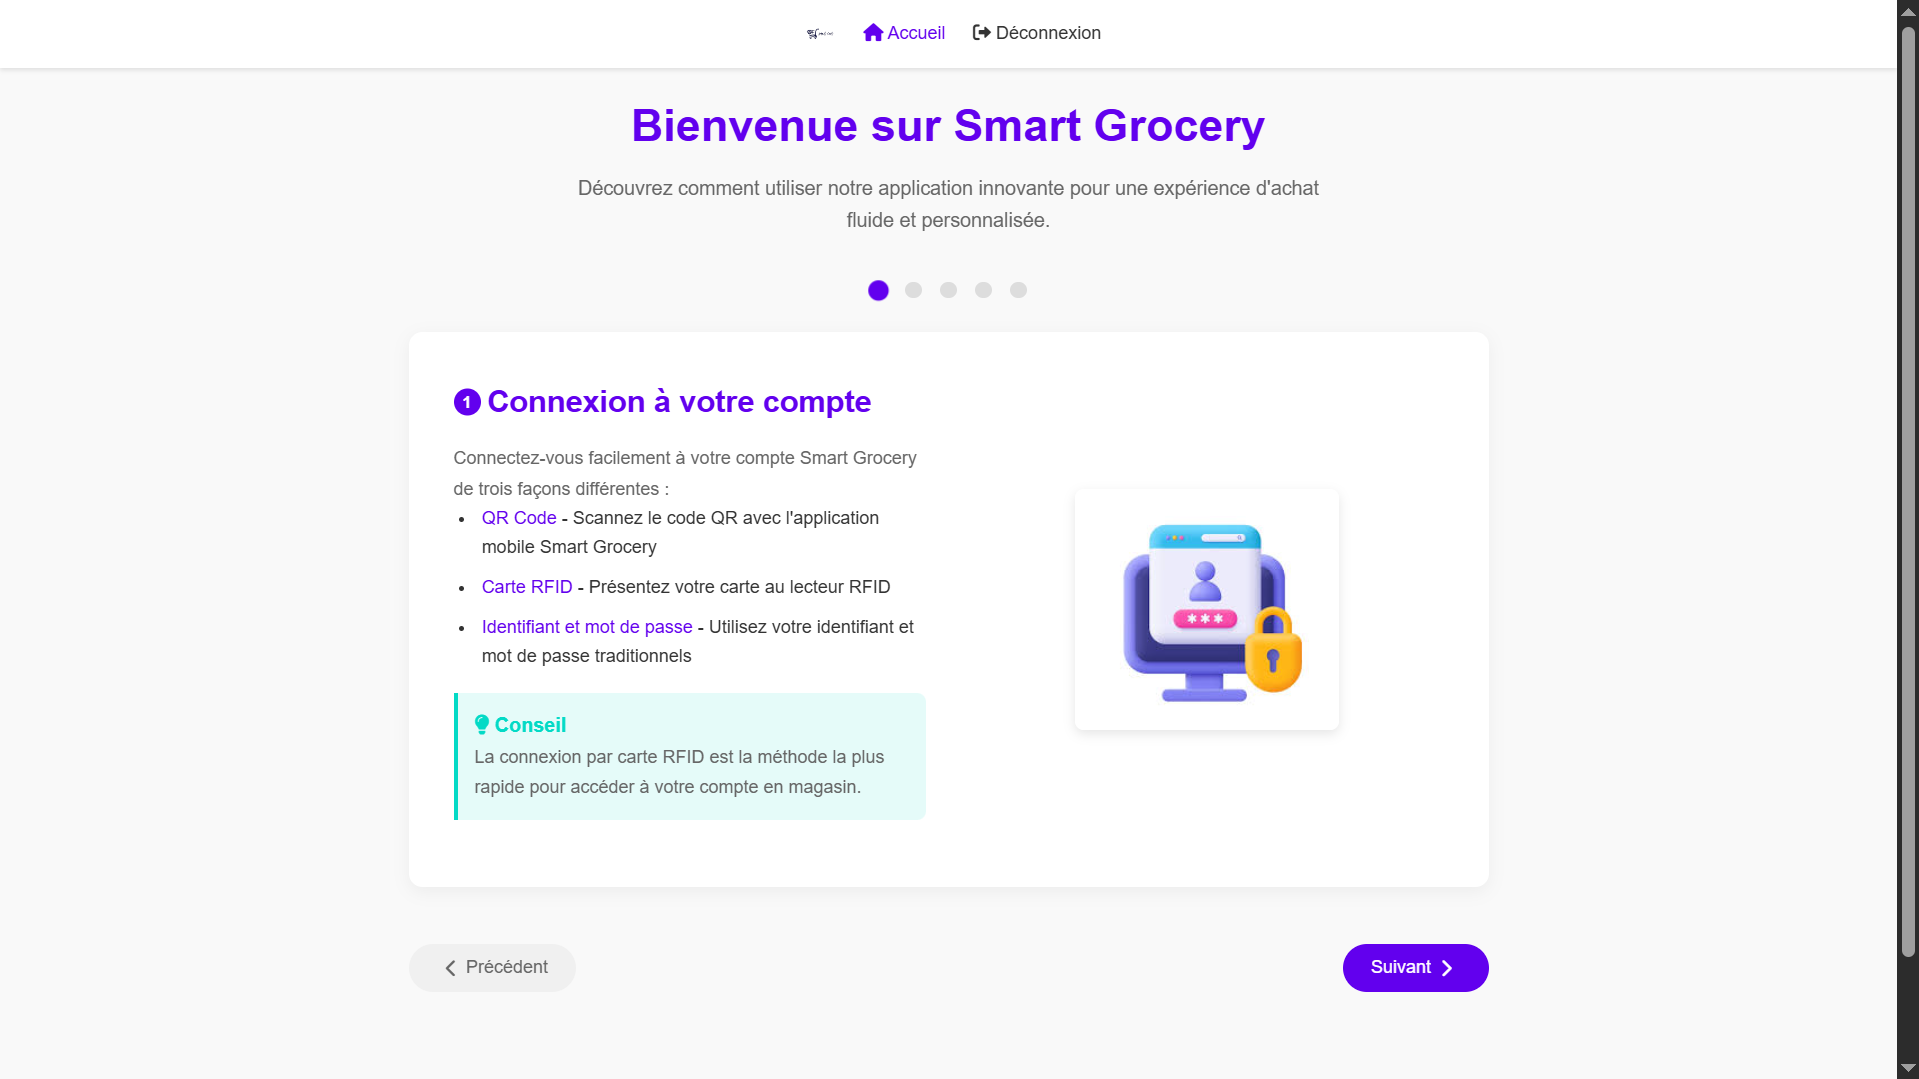 Accueil
Déconnexion
Bienvenue sur Smart Grocery
Découvrez comment utiliser notre application innovante pour une expérience d'achat
fluide et personnalisée.
1 Connexion à votre compte
Connectez-vous facilement à votre compte Smart Grocery
de trois façons différentes :
• QR Code - Scannez le code QR avec l'application
mobile Smart Grocery
• Carte RFID - Présentez votre carte au lecteur RFID
• Identifiant et mot de passe - Utilisez votre identifiant et
mot de passe traditionnels
***
Conseil
La connexion par carte RFID est la méthode la plus
rapide pour accéder à votre compte en magasin.
Précédent
Suivant